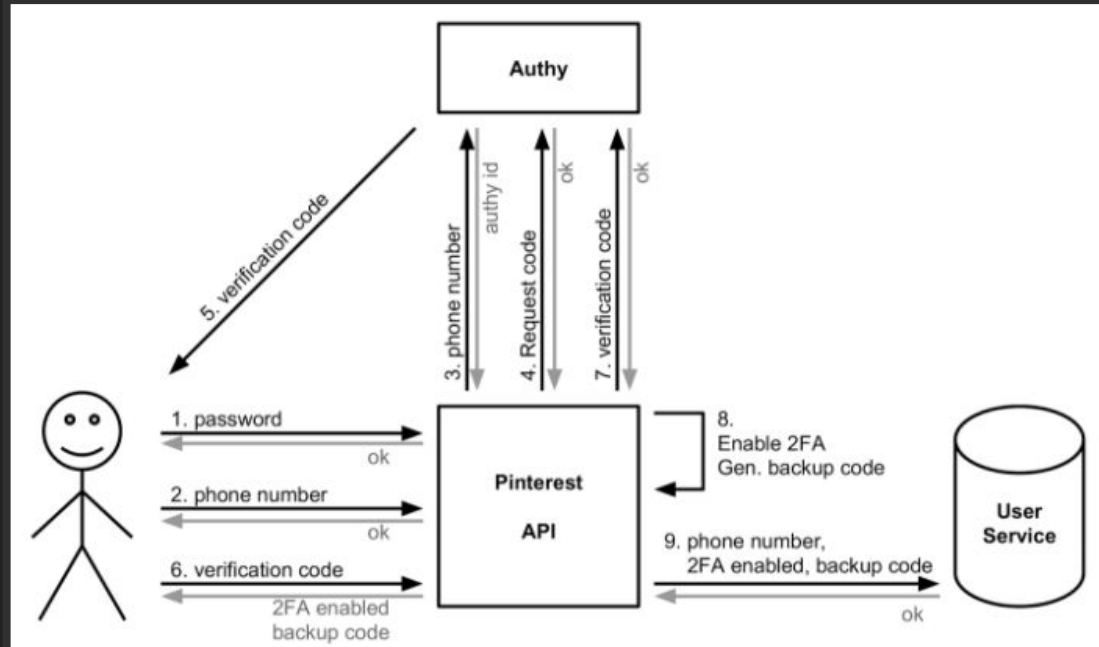 Authy
5. verification code
3. phone number
authy id
4. Request code
ok
7. verification code
ok
1. password
ok
2. phone number
ok
6. verification code
2FA enabled
backup code
Pinterest
API
8.
Enable 2FA
Gen. backup code
9. phone number,
2FA enabled, backup code
ok
User
Service